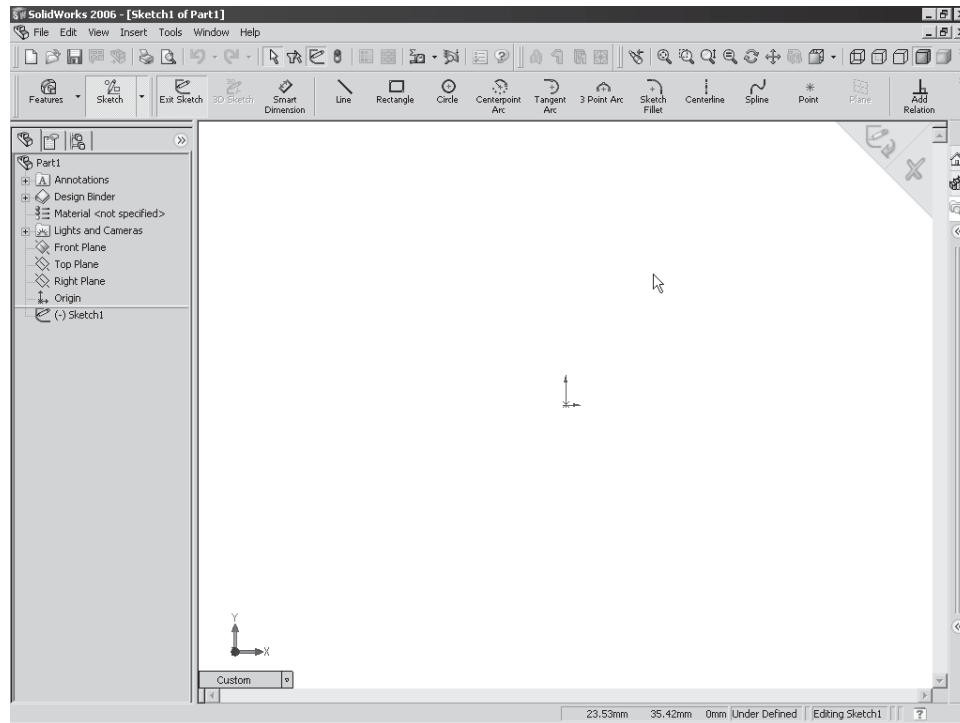 SolidWorks 2006 - [Sketch1 of Part1]
File Edit View Insert Tools Window Help
Features Sketch Exit Sketch 3D Sketch Smart Dimension Line Rectangle Circle Centerpoint Arc Tangent Arc 3 Point Arc Sketch Fillet Centerline Spline Point Plane Add Relation
Part1
A Annotations
Design Binder
Material <not specified>
Lights and Cameras
Front Plane
Top Plane
Right Plane
Origin
(-) Sketch1
Y
X
Custom
23.53mm 35.42mm 0mm Under Defined Editing Sketch1 ?